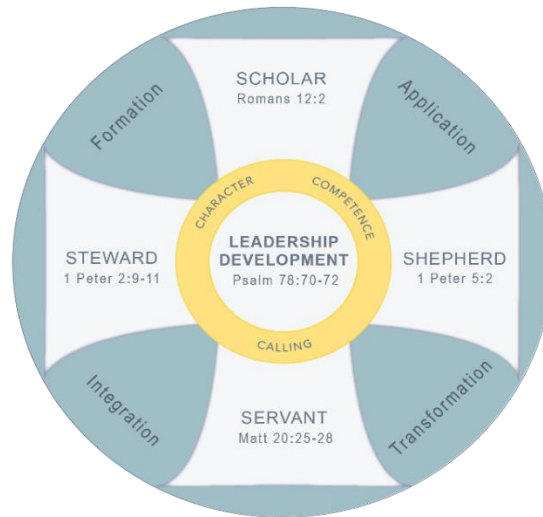 SCHOLAR
Romans 12:2
Formation
Application
CHARACTER
COMPETENCE
STEWARD
1 Peter 2:9-11
LEADERSHIP
DEVELOPMENT
Psalm 78:70-72
SHEPHERD
1 Peter 5:2
CALLING
Integration
Transformation
SERVANT
Matt 20:25-28